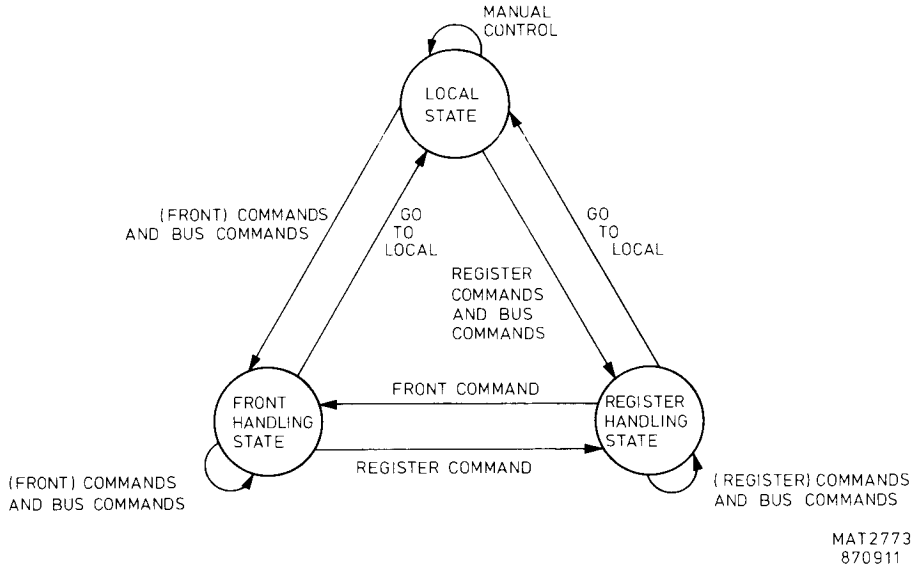 MANUAL
CONTROL
LOCAL
STATE
(FRONT) COMMANDS
AND BUS COMMANDS
GO
TO
LOCAL
GO
TO
LOCAL
REGISTER
COMMANDS
AND BUS
COMMANDS
FRONT COMMAND
FRONT
HANDLING
STATE
REGISTER
HANDLING
STATE
REGISTER COMMAND
(FRONT) COMMANDS
AND BUS COMMANDS
(REGISTER) COMMANDS
AND BUS COMMANDS
MAT2773
870911